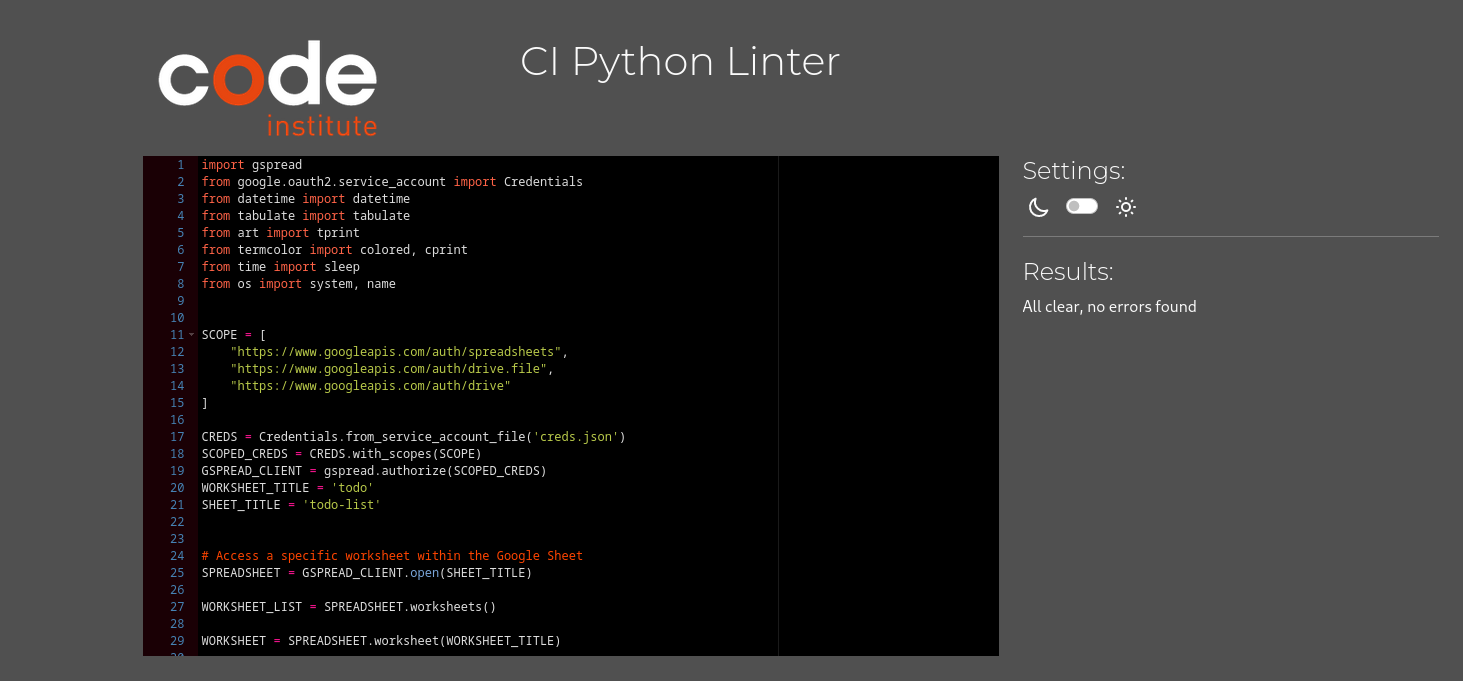 code
institute
CI Python Linter
1 import gspread
2 from google.oauth2.service_account import Credentials
3 from datetime import datetime
4 from tabulate import tabulate
5 from art import tprint
6 from termcolor import colored, cprint
7 from time import sleep
8 from os import system, name
9
10
11 SCOPE = [
12     "https://www.googleapis.com/auth/spreadsheets",
13     "https://www.googleapis.com/auth/drive.file",
14     "https://www.googleapis.com/auth/drive"
15 ]
16
17 CREDS = Credentials.from_service_account_file('creds.json')
18 SCOPED_CREDS = CREDS.with_scopes(SCOPE)
19 GSPREAD_CLIENT = gspread.authorize(SCOPED_CREDS)
20 WORKSHEET_TITLE = 'todo'
21 SHEET_TITLE = 'todo-list'
22
23
24 # Access a specific worksheet within the Google Sheet
25 SPREADSHEET = GSPREAD_CLIENT.open(SHEET_TITLE)
26
27 WORKSHEET_LIST = SPREADSHEET.worksheets()
28
29 WORKSHEET = SPREADSHEET.worksheet(WORKSHEET_TITLE)
Settings:
Results:
All clear, no errors found